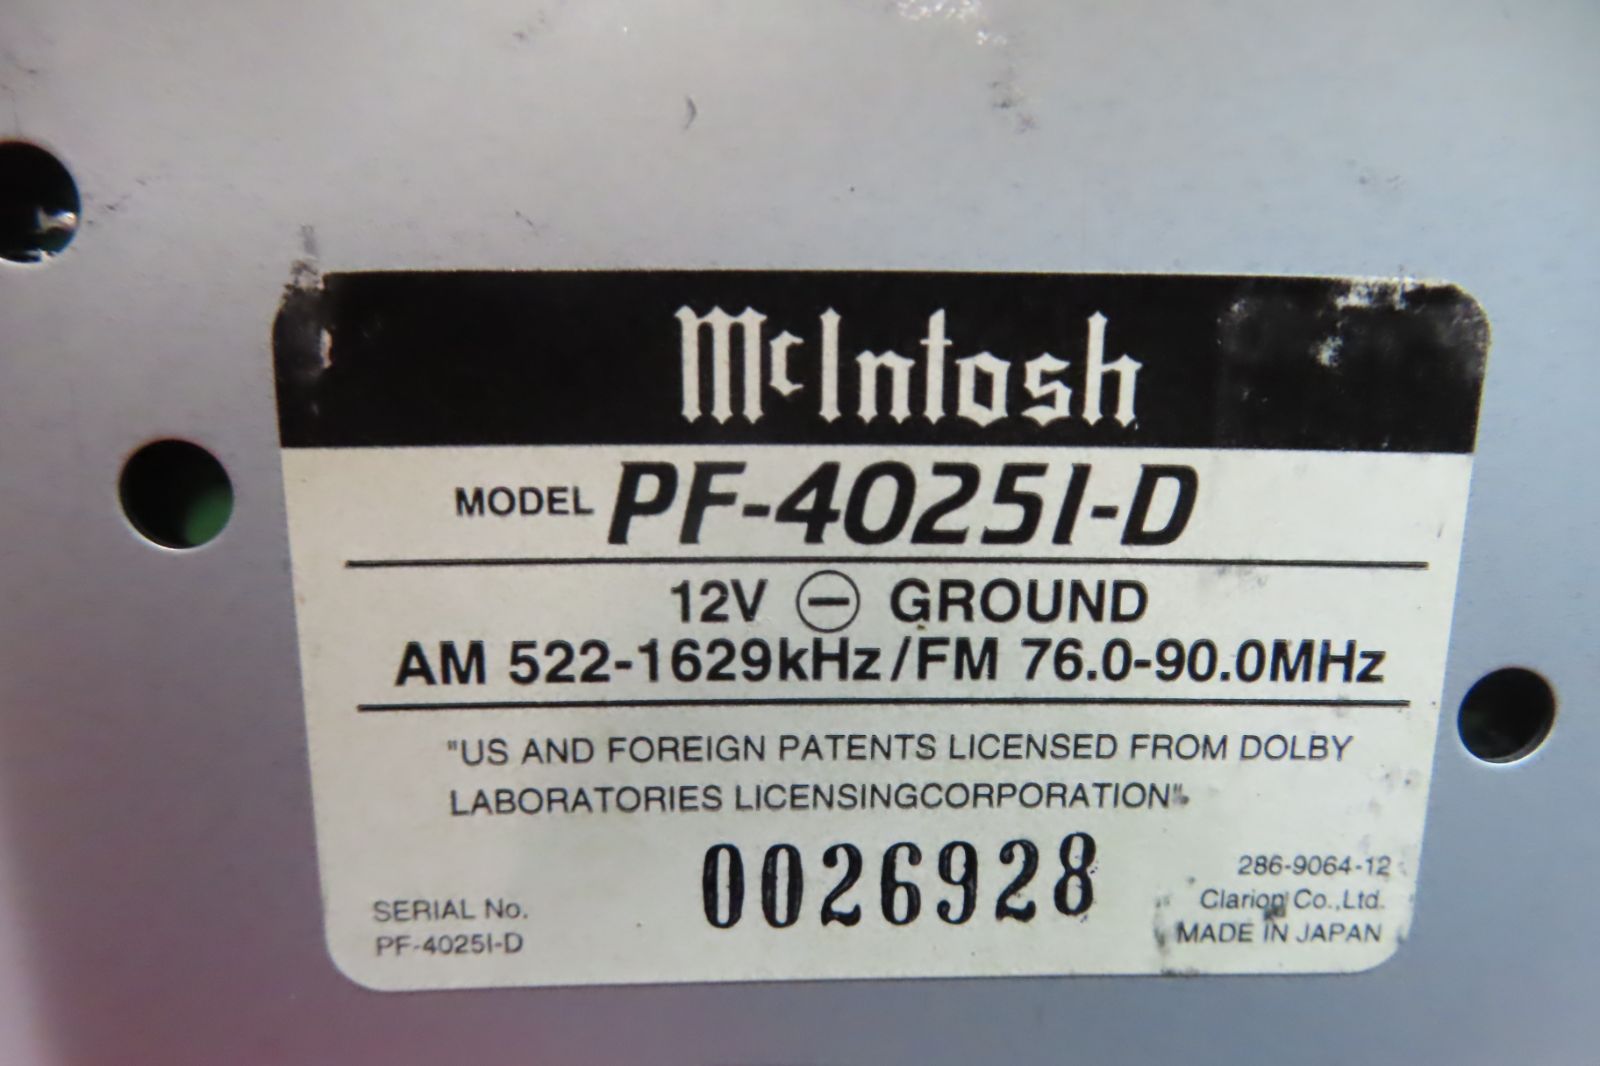 McIntosh
MODEL PF-4025I-D
12V ⊖ GROUND
AM 522-1629kHz/FM 76.0-90.0MHz
"US AND FOREIGN PATENTS LICENSED FROM DOLBY
LABORATORIES LICENSINGCORPORATION"
0026928
SERIAL No.
PF-4025I-D
286-9064-12
Clarion Co.,Ltd.
MADE IN JAPAN